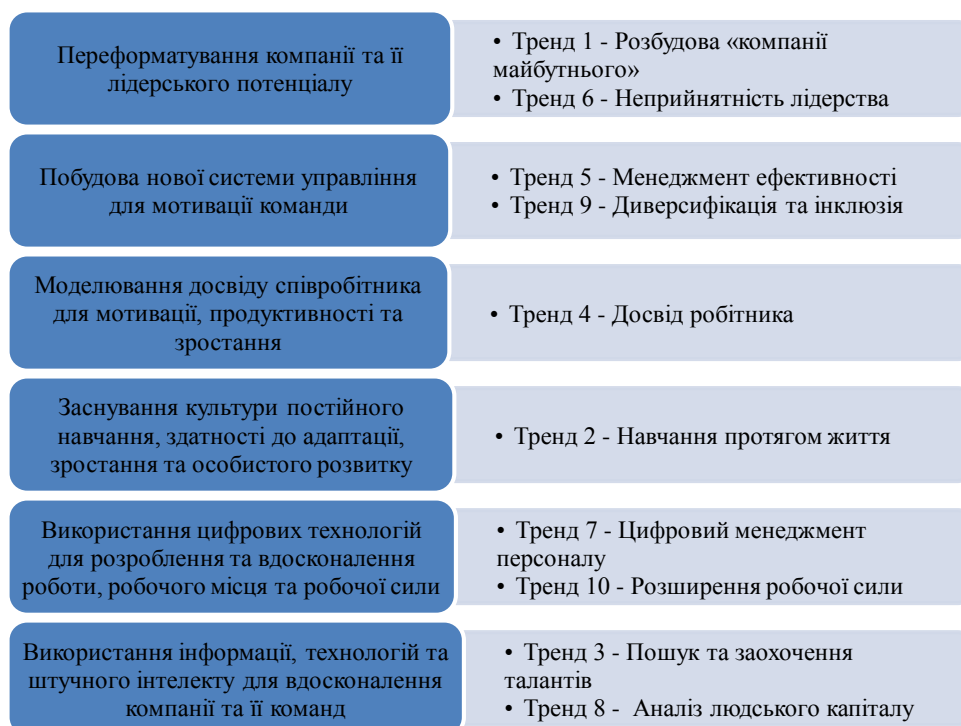 Переформатування компанії та її
лідерського потенціалу
• Тренд 1 - Розбудова «компанії
майбутнього»
• Тренд 6 - Неприйнятність лідерства
Побудова нової системи управління
для мотивації команди
• Тренд 5 - Менеджмент ефективності
• Тренд 9 - Диверсифікація та інклюзія
Моделювання досвіду співробітника
для мотивації, продуктивності та
зростання
• Тренд 4 - Досвід робітника
Заснування культури постійного
навчання, здатності до адаптації,
зростання та особистого розвитку
• Тренд 2 - Навчання протягом життя
Використання цифрових технологій
для розроблення та вдосконалення
роботи, робочого місця та робочої сили
• Тренд 7 - Цифровий менеджмент
персоналу
• Тренд 10 - Розширення робочої сили
Використання інформації, технологій та
штучного інтелекту для вдосконалення
компанії та її команд
• Тренд 3 - Пошук та заохочення
талантів
• Тренд 8 - Аналіз людського капіталу